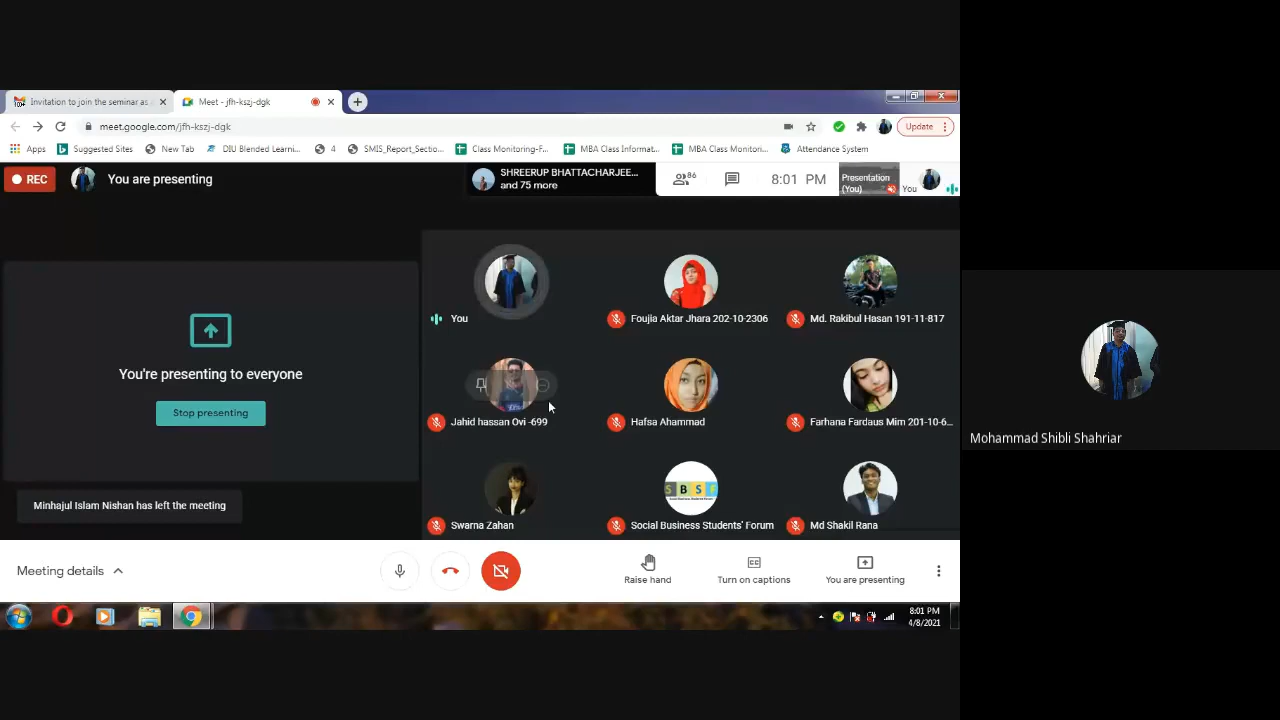 Invitation to join the seminar as
Meet - jfh-kszj-dgk
meet.google.com/jfh-kszj-dgk
Update
Apps
Suggested Sites
New Tab
DIU Blended Learni...
4
SMIS_Report_Sectio...
Class Monitoring-F...
MBA Class Informat...
MBA Class Monitori...
Attendance System
REC
You are presenting
SHREERUP BHATTACHARJEE...
and 75 more
86
8:01 PM
Presentation
(You)
You
You
Foujia Aktar Jhara 202-10-2306
Md. Rakibul Hasan 191-11-817
You're presenting to everyone
Stop presenting
Jahid hassan Ovi -699
Hafsa Ahammad
Farhana Fardaus Mim 201-10-6...
Mohammad Shibli Shahriar
Minhajul Islam Nishan has left the meeting
SBSF
Swarna Zahan
Social Business Students' Forum
Md Shakil Rana
Meeting details
Raise hand
Turn on captions
You are presenting
8:01 PM
4/8/2021